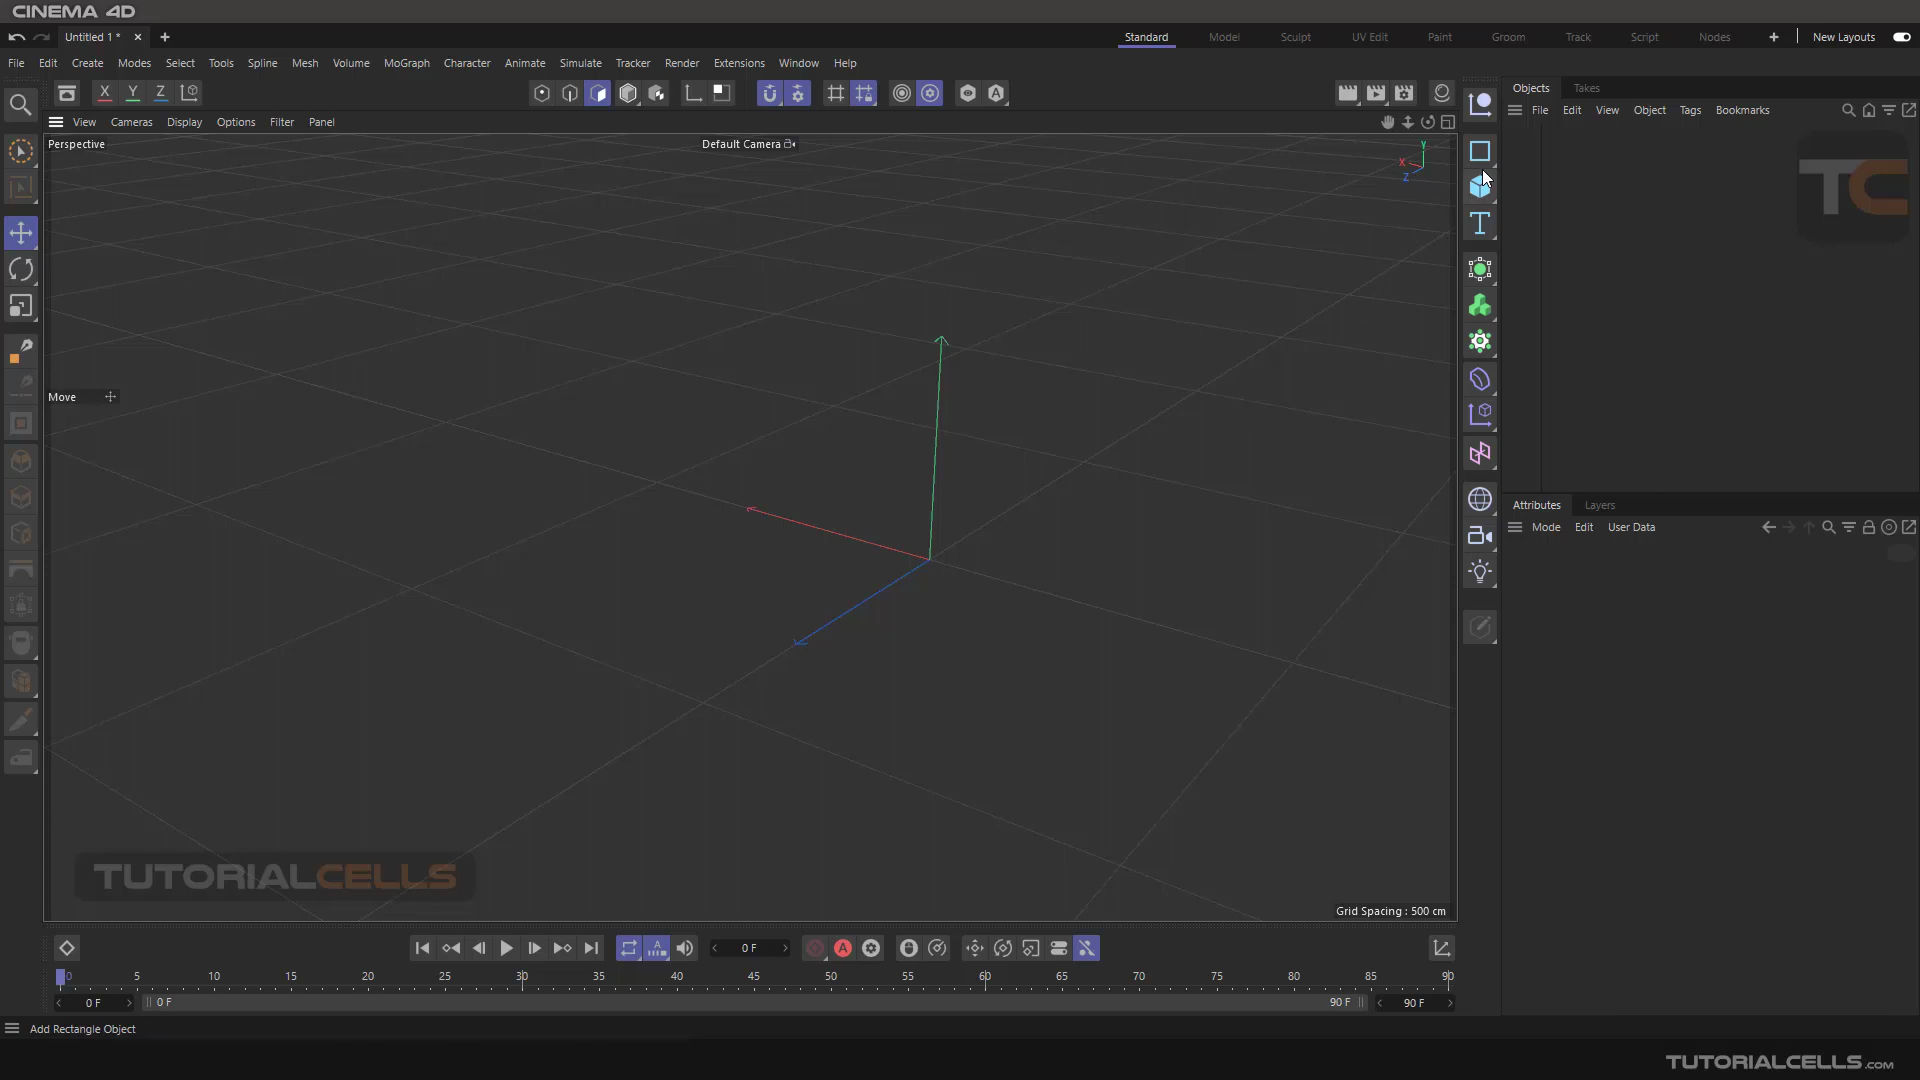 CINEMA 4D
Untitled 1 *
Standard Model Sculpt UV Edit Paint Groom Track Script Nodes New Layouts
File Edit Create Modes Select Tools Spline Mesh Volume MoGraph Character Animate Simulate Tracker Render Extensions Window Help
X Y Z
Objects Takes
File Edit View Object Tags Bookmarks
View Cameras Display Options Filter Panel
Perspective
Default Camera
Y
X
Z
TC
Move
Attributes Layers
Mode Edit User Data
TUTORIALCELLS
Grid Spacing : 500 cm
0 F
0 5 10 15 20 25 30 35 40 45 50 55 60 65 70 75 80 85 90
0 F 0 F 90 F 90 F
Add Rectangle Object
TUTORIALCELLS.COM